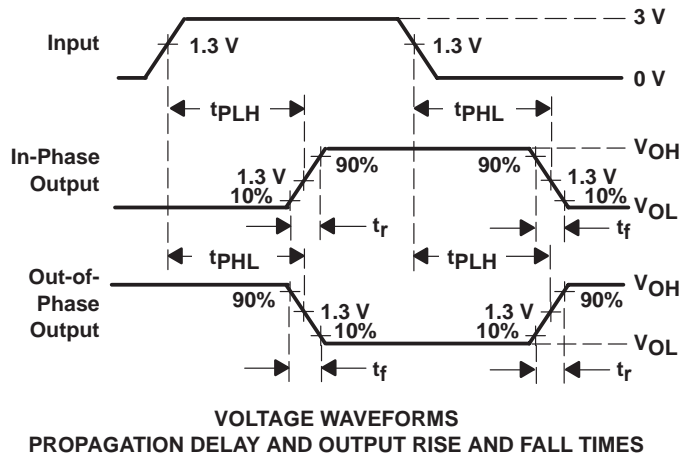 3 V
Input
1.3 V
1.3 V
0 V
tPLH
tPHL
In-Phase
Output
VOH
90%
90%
1.3 V
1.3 V
10%
10%
VOL
tr
tf
tPHL
tPLH
Out-of-
Phase
Output
VOH
90%
90%
1.3 V
1.3 V
10%
10%
VOL
tf
tr
VOLTAGE WAVEFORMS
PROPAGATION DELAY AND OUTPUT RISE AND FALL TIMES